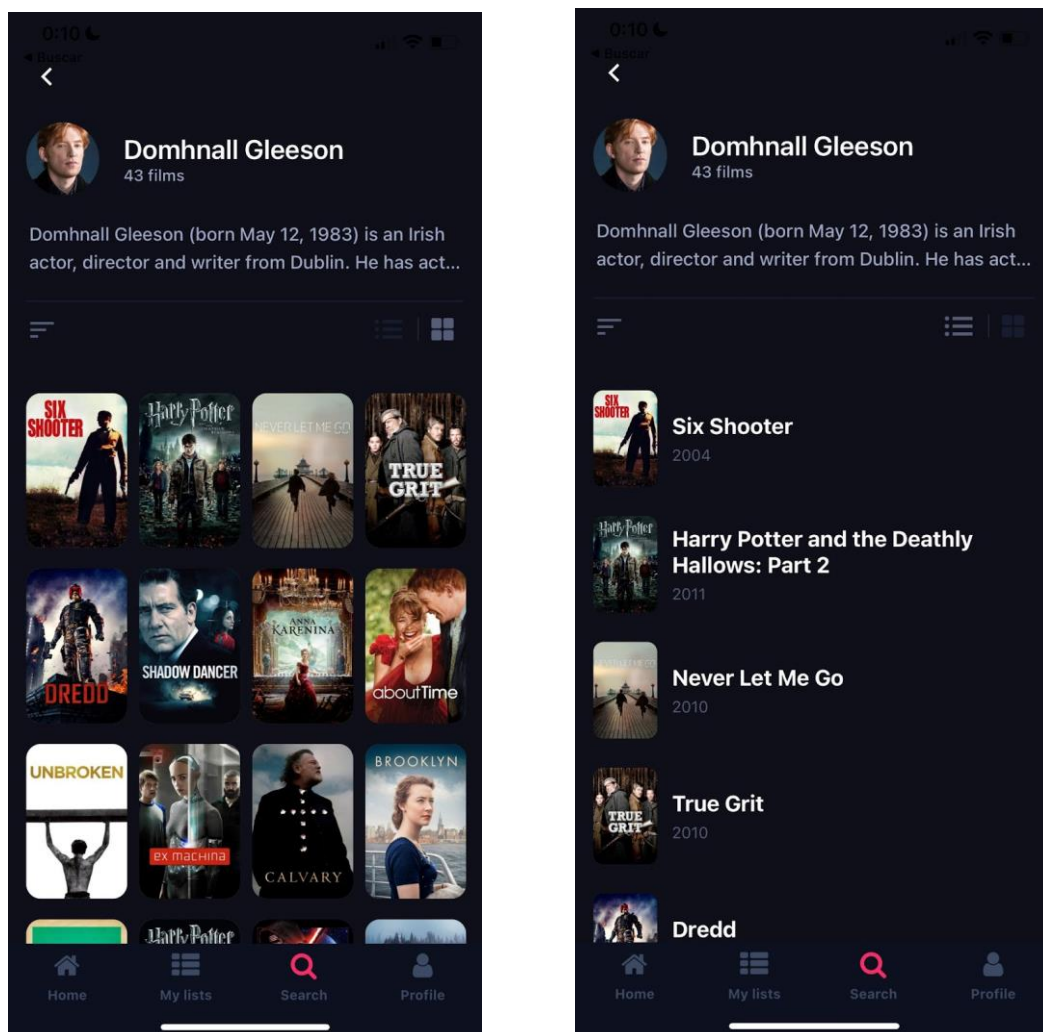 0:10
Buscar
Domhnall Gleeson
43 films
Domhnall Gleeson (born May 12, 1983) is an Irish
actor, director and writer from Dublin. He has act...
SIX
SHOOTER
Harry Potter
NEVER LET ME GO
TRUE
GRIT
DREDD
SHADOW DANCER
ANNA
KARENINA
aboutTime
UNBROKEN
ex machina
CALVARY
BROOKLYN
Harry Potter
Home
My lists
Search
Profile
0:10
Buscar
Domhnall Gleeson
43 films
Domhnall Gleeson (born May 12, 1983) is an Irish
actor, director and writer from Dublin. He has act...
SIX
SHOOTER
Six Shooter
2004
Harry Potter
Harry Potter and the Deathly
Hallows: Part 2
2011
NEVER LET ME GO
Never Let Me Go
2010
TRUE
GRIT
True Grit
2010
Dredd
Home
My lists
Search
Profile